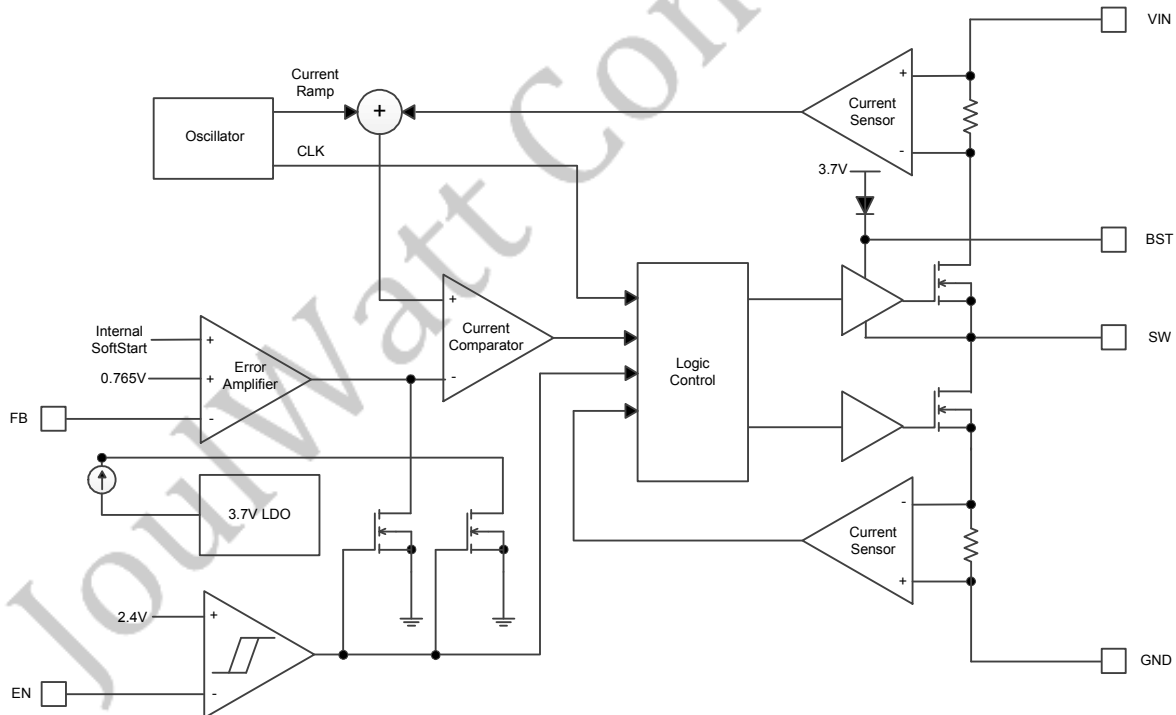 VIN
Current
Ramp
+
+
Current
Sensor
-
Oscillator
CLK
3.7V
BST
+
Current
Comparator
-
Internal
SoftStart
+
Error
Amplifier
0.765V
+
-
FB
Logic
Control
SW
3.7V LDO
-
Current
Sensor
+
2.4V
+
-
EN
GND
JoulWatt Con